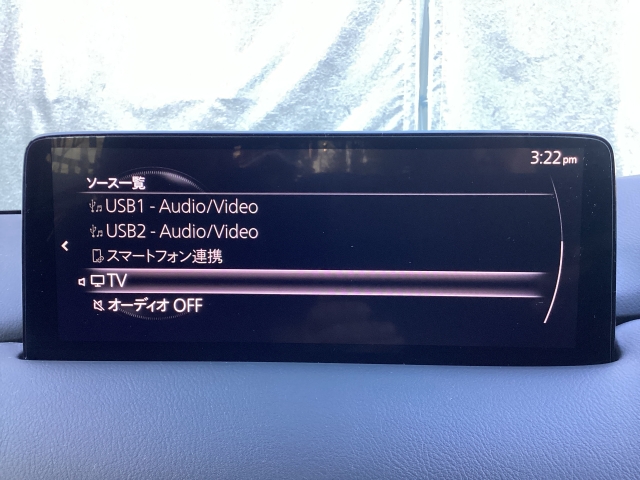 3:22pm
ソース一覧
USB1 - Audio/Video
USB2 - Audio/Video
スマートフォン連携
TV
オーディオ OFF